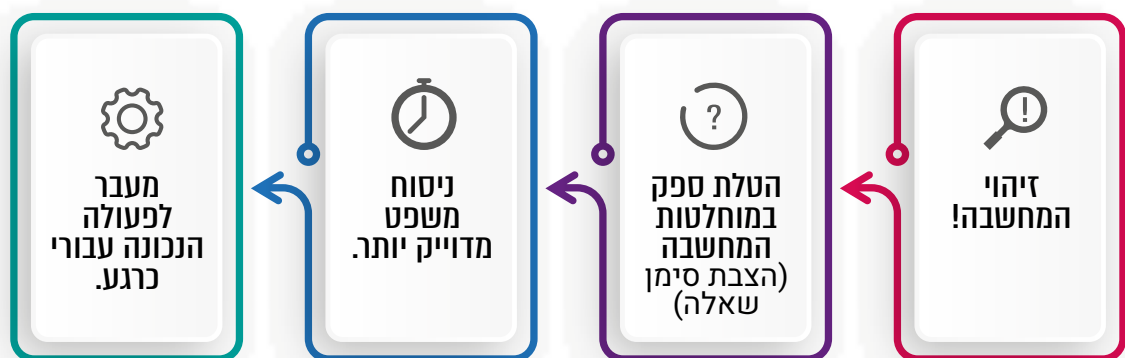 זיהוי
המחשבה!
הטלת ספק
במוחלטות
המחשבה
(הצבת סימן
שאלה)
ניסוח
משפט
מדוייק יותר.
מעבר
לפעולה
הנכונה עבורי
כרגע.